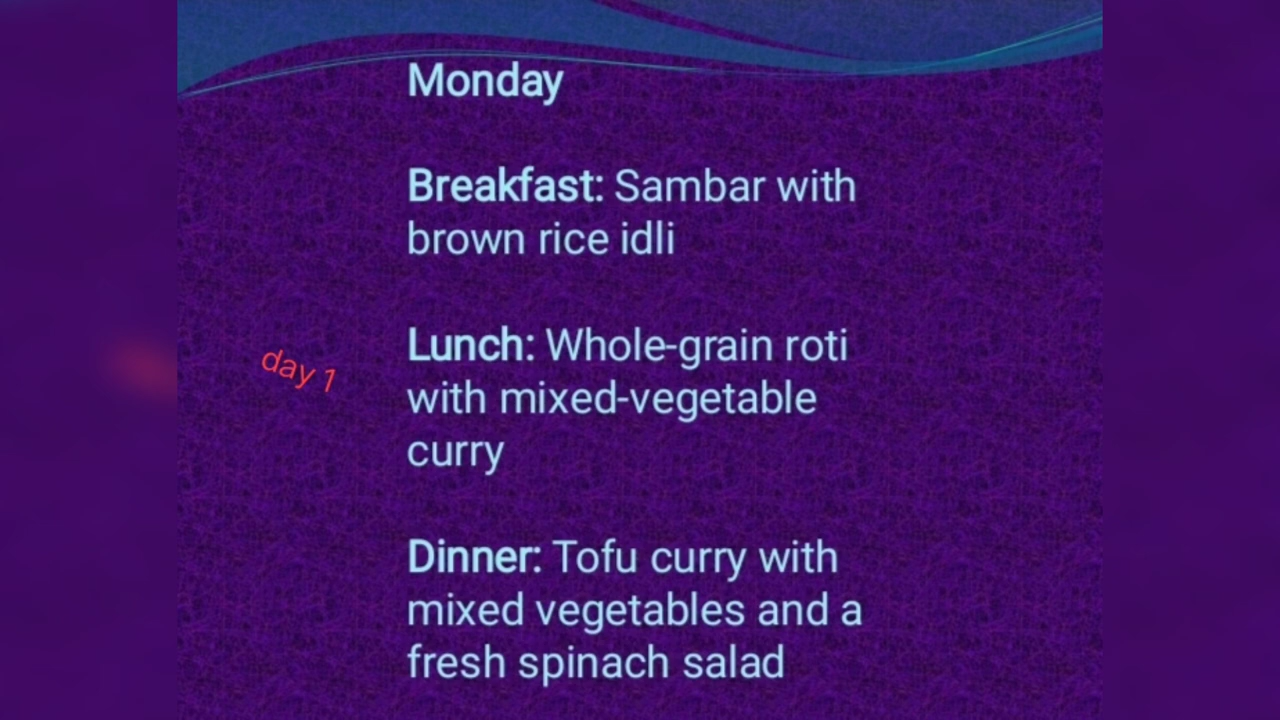 Monday
Breakfast: Sambar with
brown rice idli
Lunch: Whole-grain roti
with mixed-vegetable
curry
day 1
Dinner: Tofu curry with
mixed vegetables and a
fresh spinach salad